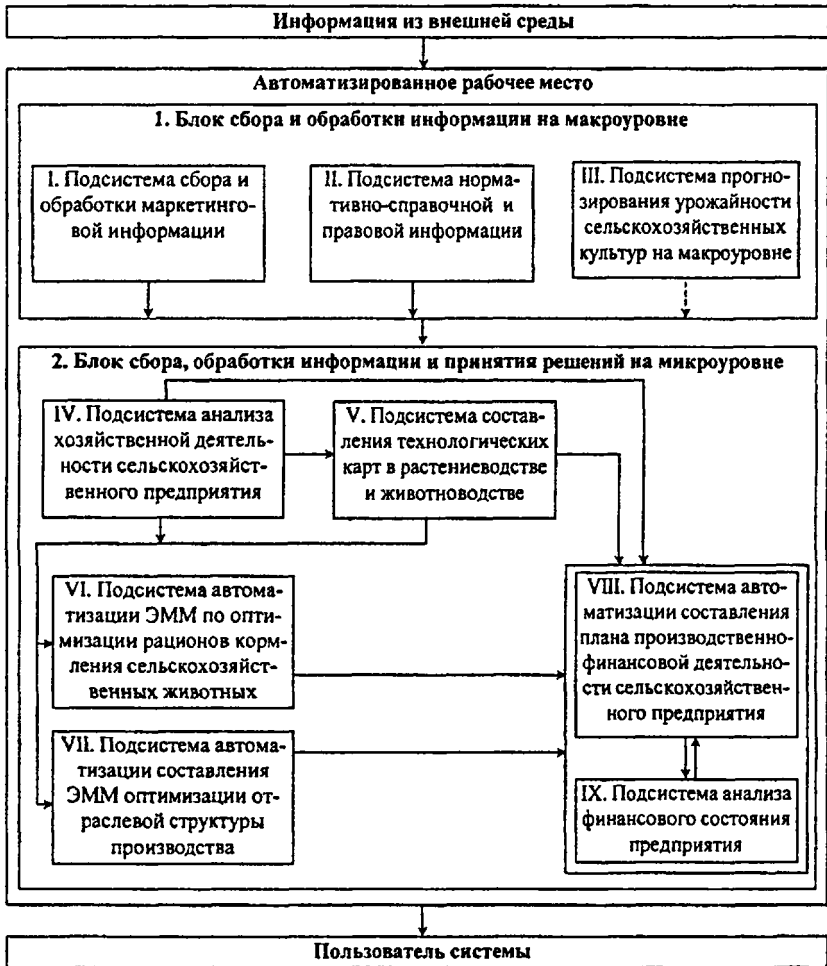 Информация из внешней среды
Автоматизированное рабочее место
1. Блок сбора и обработки информации на макроуровне
I. Подсистема сбора и
обработки маркетинго-
вой информации
II. Подсистема норма-
тивно-справочной и
правовой информации
III. Подсистема прогно-
зирования урожайности
сельскохозяйственных
культур на макроуровне
2. Блок сбора, обработки информации и принятия решений на микроуровне
IV. Подсистема анализа
хозяйственной деятель-
ности сельскохозяйст-
венного предприятия
V. Подсистема состав-
ления технологических
карт в растениеводстве
и животноводстве
VI. Подсистема автома-
тизации ЭММ по опти-
мизации рационов корм-
ления сельскохозяйст-
венных животных
VII. Подсистема автома-
тизации составления
ЭММ оптимизации от-
раслевой структуры
производства
VIII. Подсистема авто-
матизации составления
плана производственно-
финансовой деятельно-
сти сельскохозяйствен-
ного предприятия
IX. Подсистема анализа
финансового состояния
предприятия
Пользователь системы